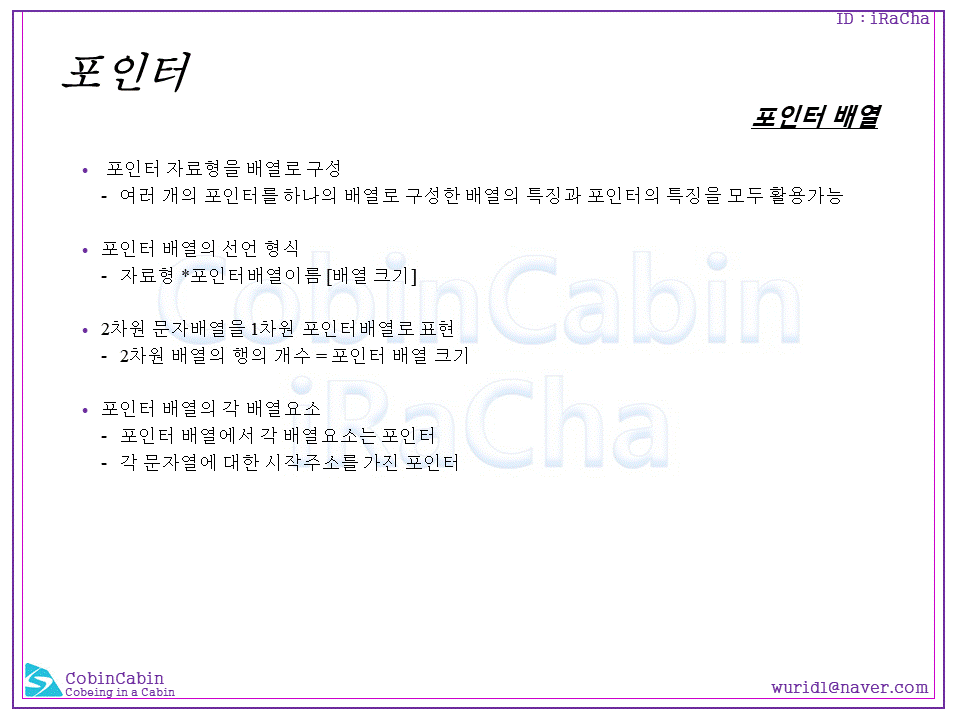 ID : iRaCha
포인터
포인터 배열
• 포인터 자료형을 배열로 구성
- 여러 개의 포인터를 하나의 배열로 구성한 배열의 특징과 포인터의 특징을 모두 활용가능
• 포인터 배열의 선언 형식
- 자료형 *포인터배열이름 [배열 크기]
• 2차원 문자배열을 1차원 포인터배열로 표현
- 2차원 배열의 행의 개수 = 포인터 배열 크기
• 포인터 배열의 각 배열요소
- 포인터 배열에서 각 배열요소는 포인터
- 각 문자열에 대한 시작주소를 가진 포인터
CobinCabin
iRaCha
CobinCabin
Cobeing in a Cabin
wurid1@naver.com